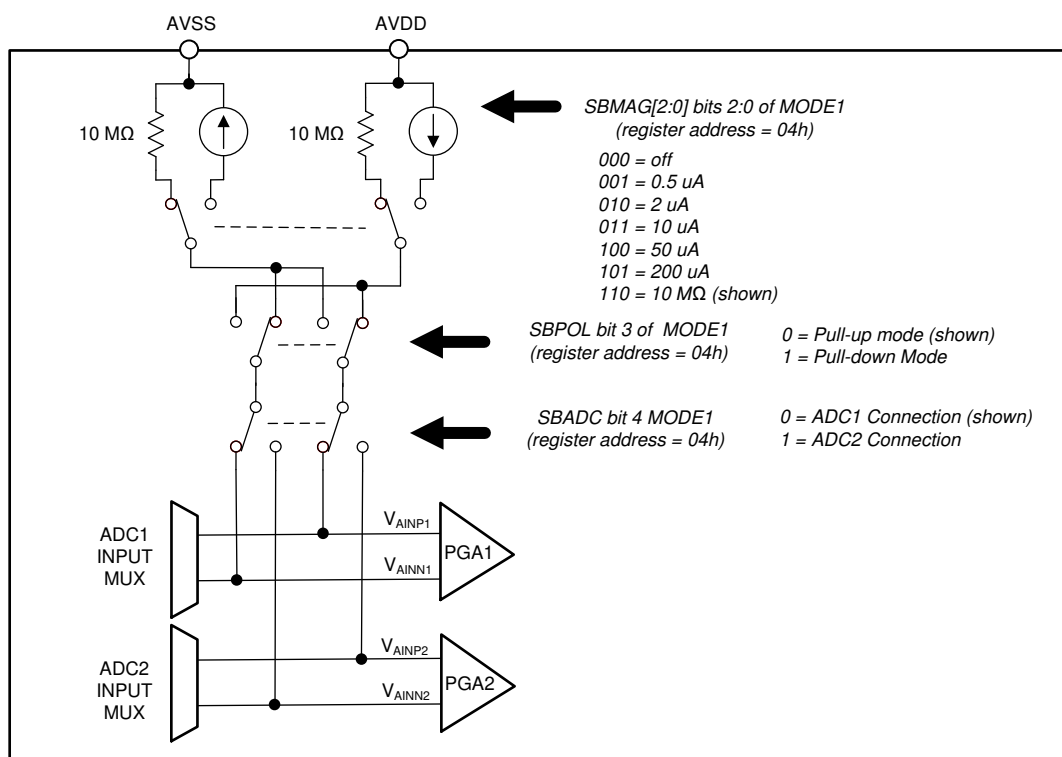 AVSS
AVDD
10 MΩ
10 MΩ
SBMAG[2:0] bits 2:0 of MODE1
(register address = 04h)
000 = off
001 = 0.5 uA
010 = 2 uA
011 = 10 uA
100 = 50 uA
101 = 200 uA
110 = 10 MΩ (shown)
SBPOL bit 3 of MODE1
(register address = 04h)
0 = Pull-up mode (shown)
1 = Pull-down Mode
SBADC bit 4 MODE1
(register address = 04h)
0 = ADC1 Connection (shown)
1 = ADC2 Connection
ADC1
INPUT
MUX
VAINP1
VAINN1
PGA1
ADC2
INPUT
MUX
VAINP2
VAINN2
PGA2